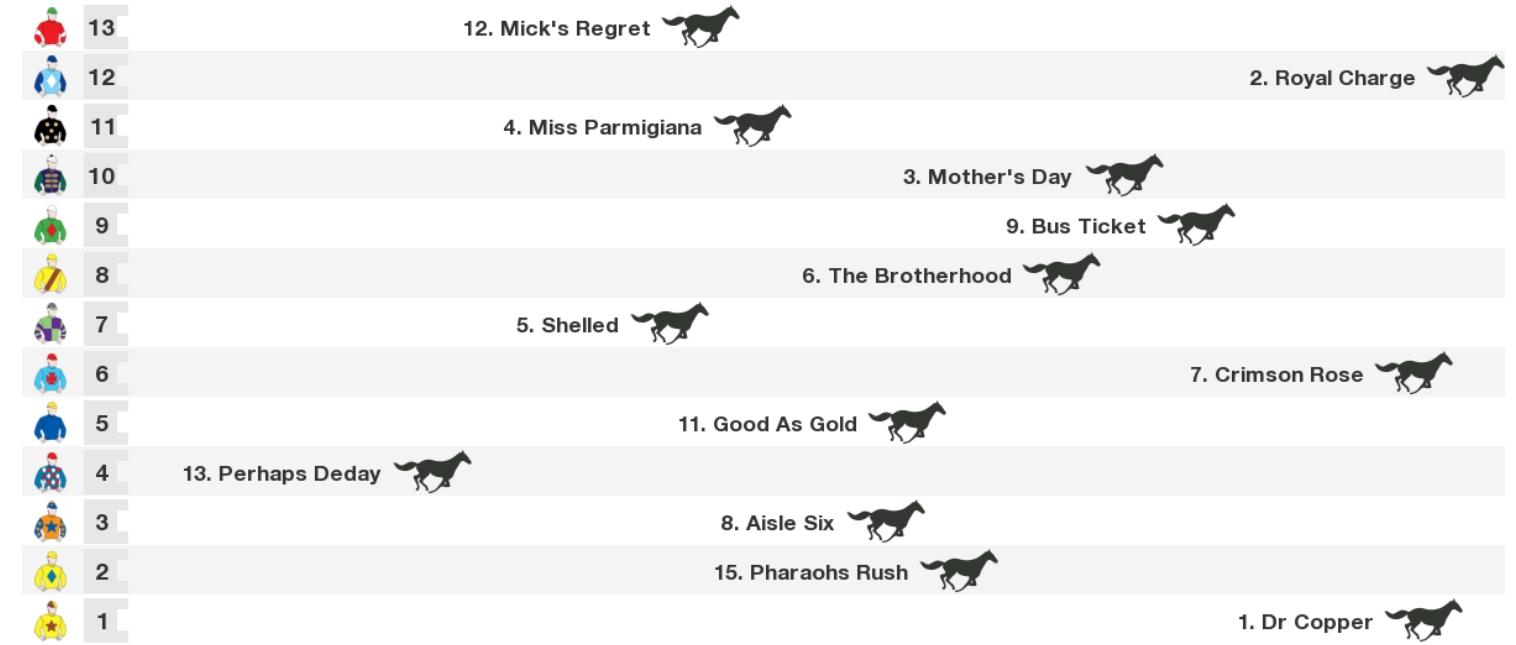 13 12. Mick's Regret
12 2. Royal Charge
11 4. Miss Parmigiana
10 3. Mother's Day
9 9. Bus Ticket
8 6. The Brotherhood
7 5. Shelled
6 7. Crimson Rose
5 11. Good As Gold
4 13. Perhaps Deday
3 8. Aisle Six
2 15. Pharaohs Rush
1 1. Dr Copper